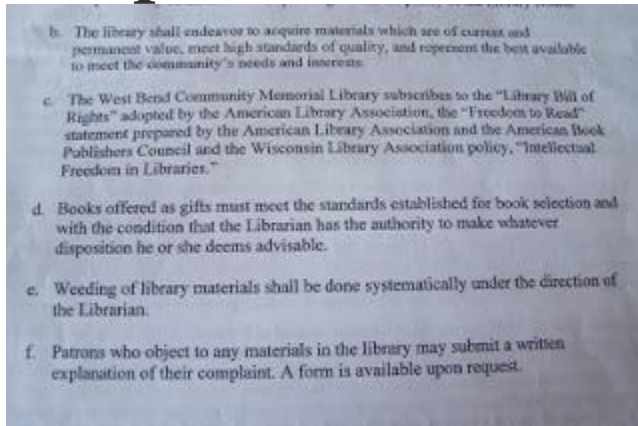 b. The library shall endeavor to acquire materials which are of current and
permanent value, meet high standards of quality, and represent the best available
to meet the community's needs and interests.
c. The West Bend Community Memorial Library subscribes to the "Library Bill of
Rights" adopted by the American Library Association, the "Freedom to Read"
statement prepared by the American Library Association and the American Book
Publishers Council and the Wisconsin Library Association policy, "Intellectual
Freedom in Libraries."
d. Books offered as gifts must meet the standards established for book selection and
with the condition that the Librarian has the authority to make whatever
disposition he or she deems advisable.
e. Weeding of library materials shall be done systematically under the direction of
the Librarian.
f. Patrons who object to any materials in the library may submit a written
explanation of their complaint. A form is available upon request.